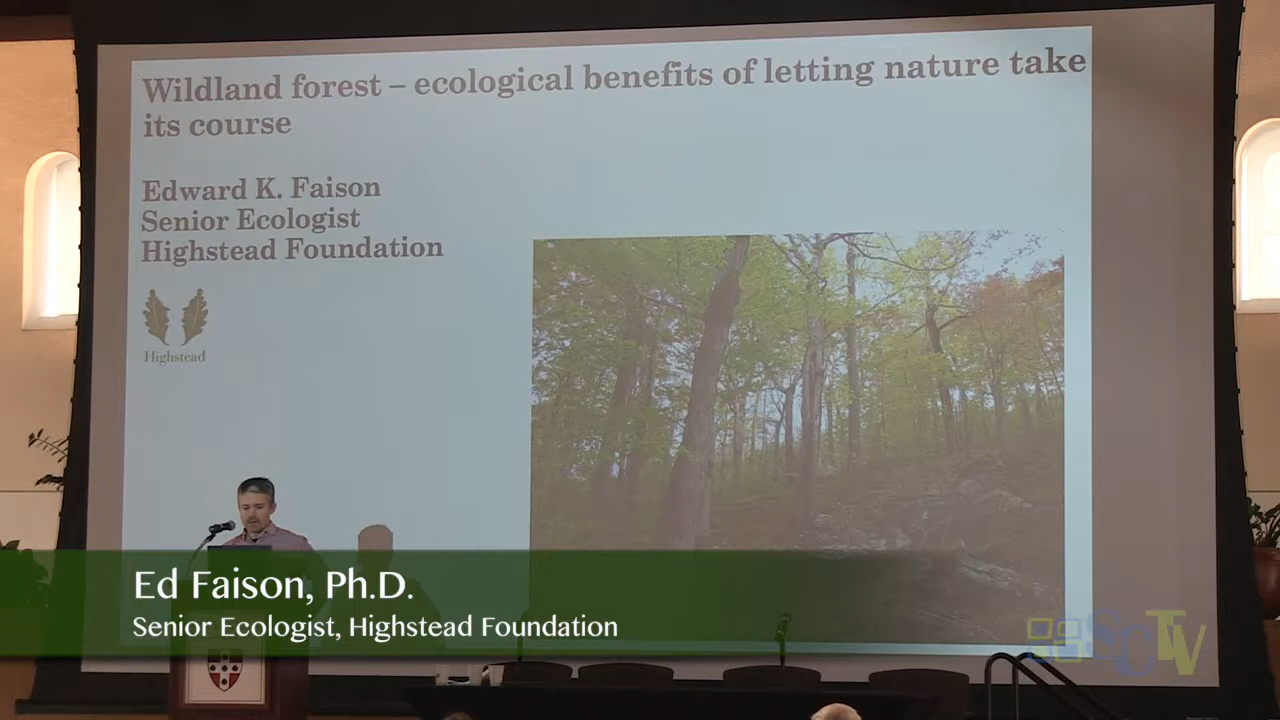 Wildland forest – ecological benefits of letting nature take
its course
Edward K. Faison
Senior Ecologist
Highstead Foundation
Highstead
Ed Faison, Ph.D.
Senior Ecologist, Highstead Foundation
SCTV